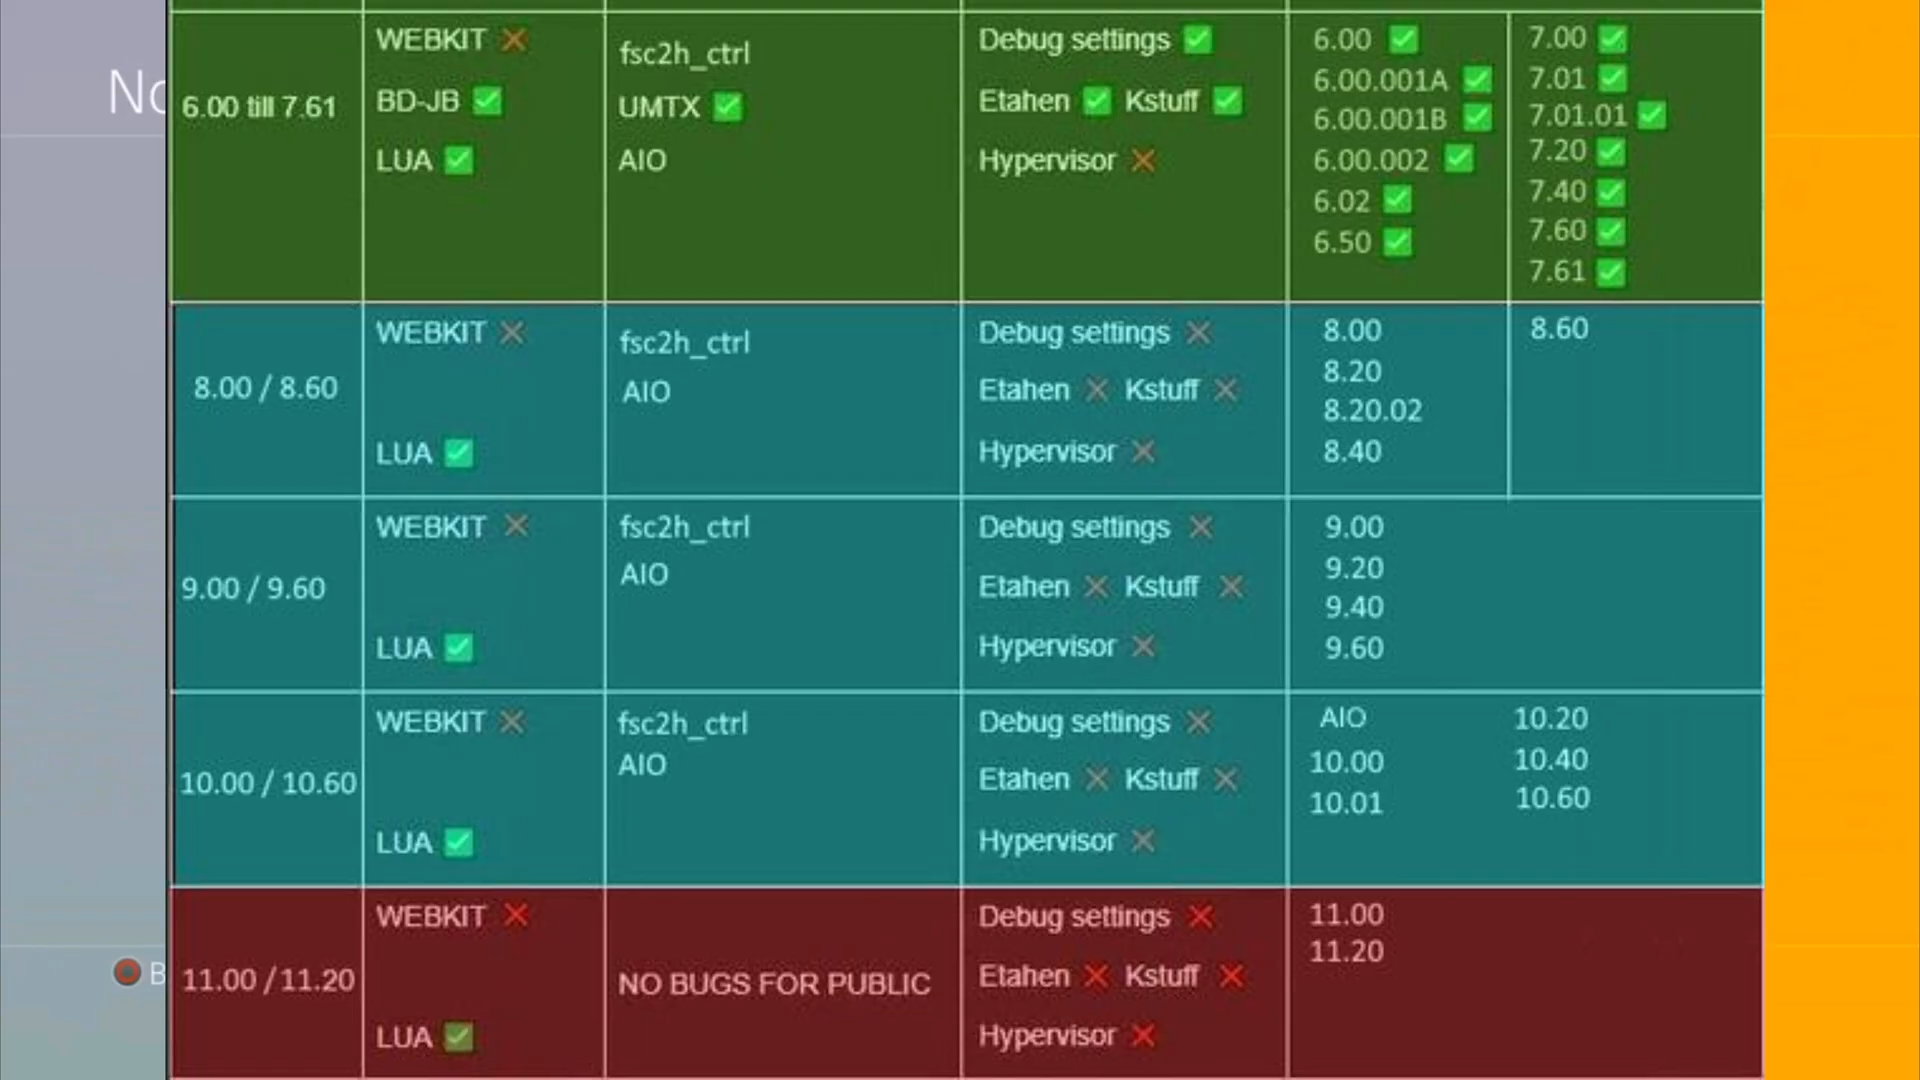 No
6.00 till 7.61
WEBKIT ❌
BD-JB ✅
LUA ✅
fsc2h_ctrl
UMTX ✅
AIO
Debug settings ✅
Etahen ✅ Kstuff ✅
Hypervisor ❌
6.00 ✅
6.00.001A ✅
6.00.001B ✅
6.00.002 ✅
6.02 ✅
6.50 ✅
7.00 ✅
7.01 ✅
7.01.01 ✅
7.20 ✅
7.40 ✅
7.60 ✅
7.61 ✅
8.00 / 8.60
WEBKIT ❌
LUA ✅
fsc2h_ctrl
AIO
Debug settings ❌
Etahen ❌ Kstuff ❌
Hypervisor ❌
8.00
8.20
8.20.02
8.40
8.60
9.00 / 9.60
WEBKIT ❌
LUA ✅
fsc2h_ctrl
AIO
Debug settings ❌
Etahen ❌ Kstuff ❌
Hypervisor ❌
9.00
9.20
9.40
9.60
10.00 / 10.60
WEBKIT ❌
LUA ✅
fsc2h_ctrl
AIO
Debug settings ❌
Etahen ❌ Kstuff ❌
Hypervisor ❌
AIO
10.00
10.01
10.20
10.40
10.60
11.00 / 11.20
WEBKIT ❌
LUA ✅
NO BUGS FOR PUBLIC
Debug settings ❌
Etahen ❌ Kstuff ❌
Hypervisor ❌
11.00
11.20